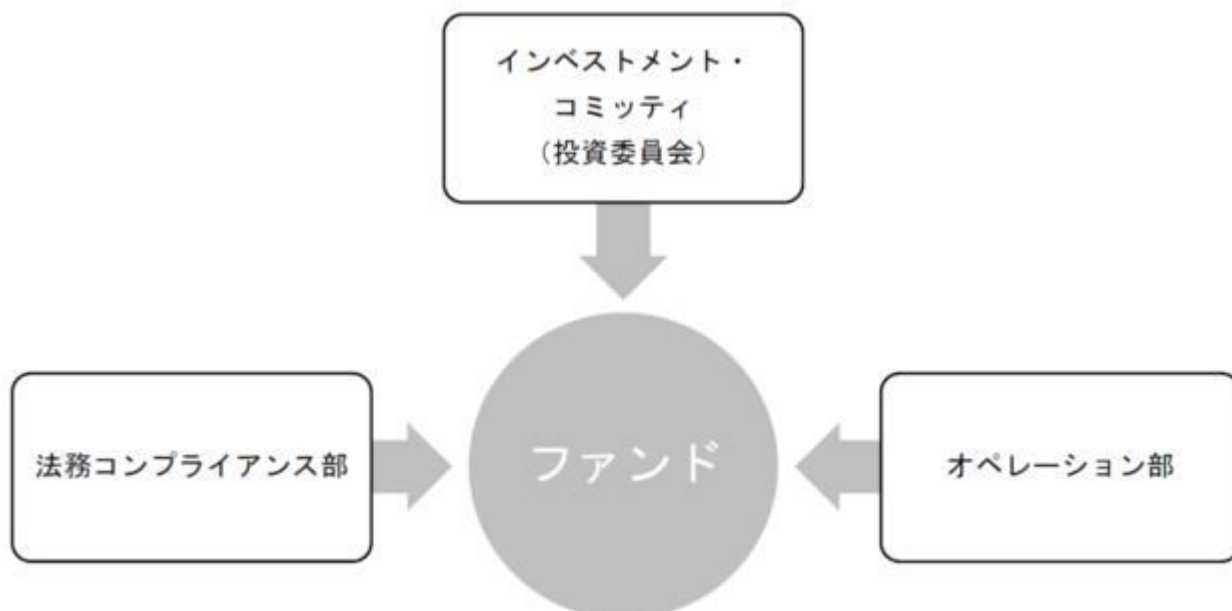 インベストメント・
コミッティ
（投資委員会）
法務コンプライアンス部
ファンド
オペレーション部